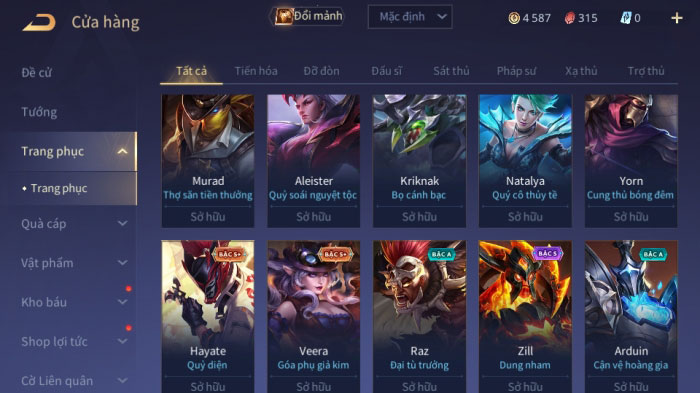 Cửa hàng
Đổi mảnh
Mặc định
4 587
315
0
+
Đề cử
Tướng
Trang phục
Trang phục
Quà cáp
Vật phẩm
Kho báu
Shop lợi tức
Cờ Liên quân
Tất cả Tiến hóa Đỡ đòn Đấu sĩ Sát thủ Pháp sư Xạ thủ Trợ thủ
Murad
Thợ săn tiền thưởng
Sở hữu
Aleister
Quỷ soái nguyệt tộc
Sở hữu
Kriknak
Bọ cánh bạc
Sở hữu
Natalya
Quý cô thủy tề
Sở hữu
Yorn
Cung thủ bóng đêm
Sở hữu
BẬC S+
Hayate
Quỷ diện
Sở hữu
BẬC S+
Veera
Góa phụ giả kim
Sở hữu
BẬC A
Raz
Đại tù trưởng
Sở hữu
BẬC S
Zill
Dung nham
Sở hữu
BẬC A
Arduin
Cận vệ hoàng gia
Sở hữu